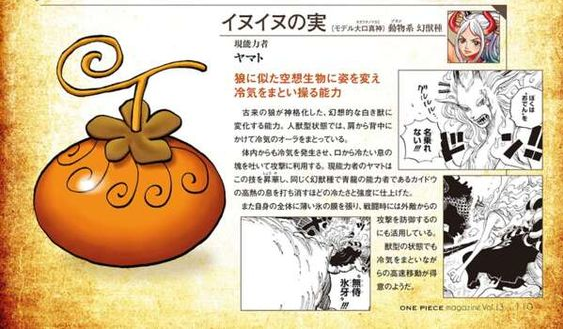 イヌイヌの実(モデル大口真神)動物系 幻獣種
現能力者
ヤマト
狼に似た空想生物に姿を変え
冷気をまとい操る能力
古来の狼が神格化した、幻想的な白き獣に
変化する能力。人獣型状態では、肩から背中に
かけて冷気のオーラをまとっている。
体内からも冷気を発生させ、口から冷たい息の
塊を吐いて攻撃に利用する。現能力者のヤマトは
この技を昇華し、同じく幻獣種で青龍の能力者であるカイドウ
の高熱の息を打ち消すほどの冷たさと強度に仕上げた。
また自身の全体に薄い氷の膜を張り、戦闘時には外敵からの
攻撃を防御するの
にも活用している。
獣型の状態でも
冷気をまといなが
らの高速移動が得
意のようだ。
ぼくは
おでん
を
名乗れ
ない!!!
グルルル
ドン
無侍
氷牙
!!!
ONE PIECE magazine Vol.13
110